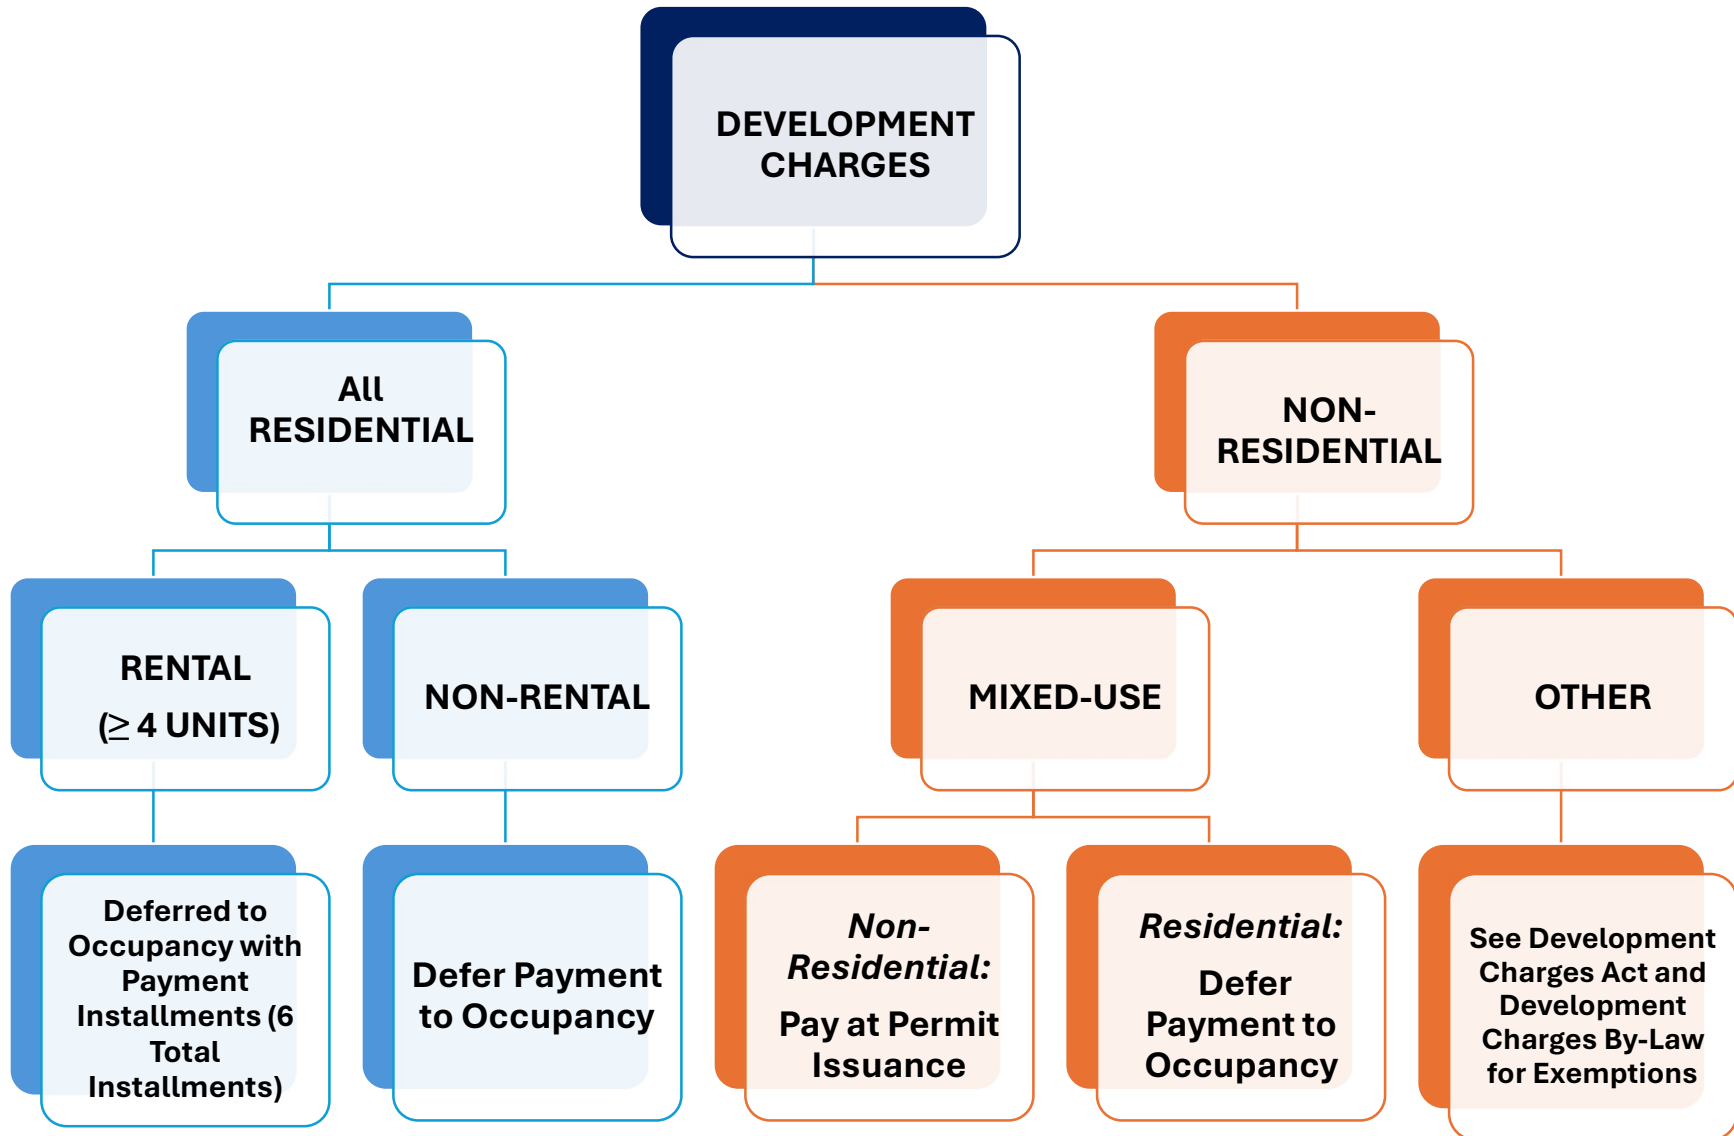 DEVELOPMENT
CHARGES
All
RESIDENTIAL
NON-
RESIDENTIAL
RENTAL
(≥ 4 UNITS)
NON-RENTAL
MIXED-USE
OTHER
Deferred to
Occupancy with
Payment
Installments (6
Total
Installments)
Defer Payment
to Occupancy
Non-
Residential:
Pay at Permit
Issuance
Residential:
Defer
Payment to
Occupancy
See Development
Charges Act and
Development
Charges By-Law
for Exemptions